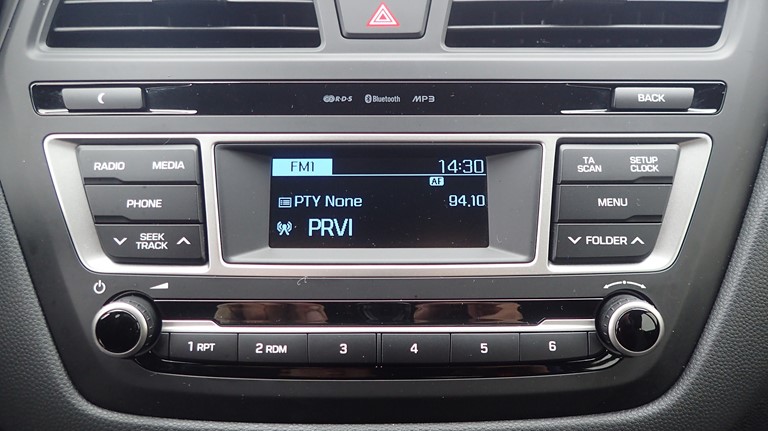 R·D·S Bluetooth MP3
BACK
RADIO MEDIA
PHONE
SEEK
TRACK
FM1 14:30
AF
PTY None 94.10
PRVI
TA
SCAN
SETUP
CLOCK
MENU
FOLDER
1 RPT 2 RDM 3 4 5 6